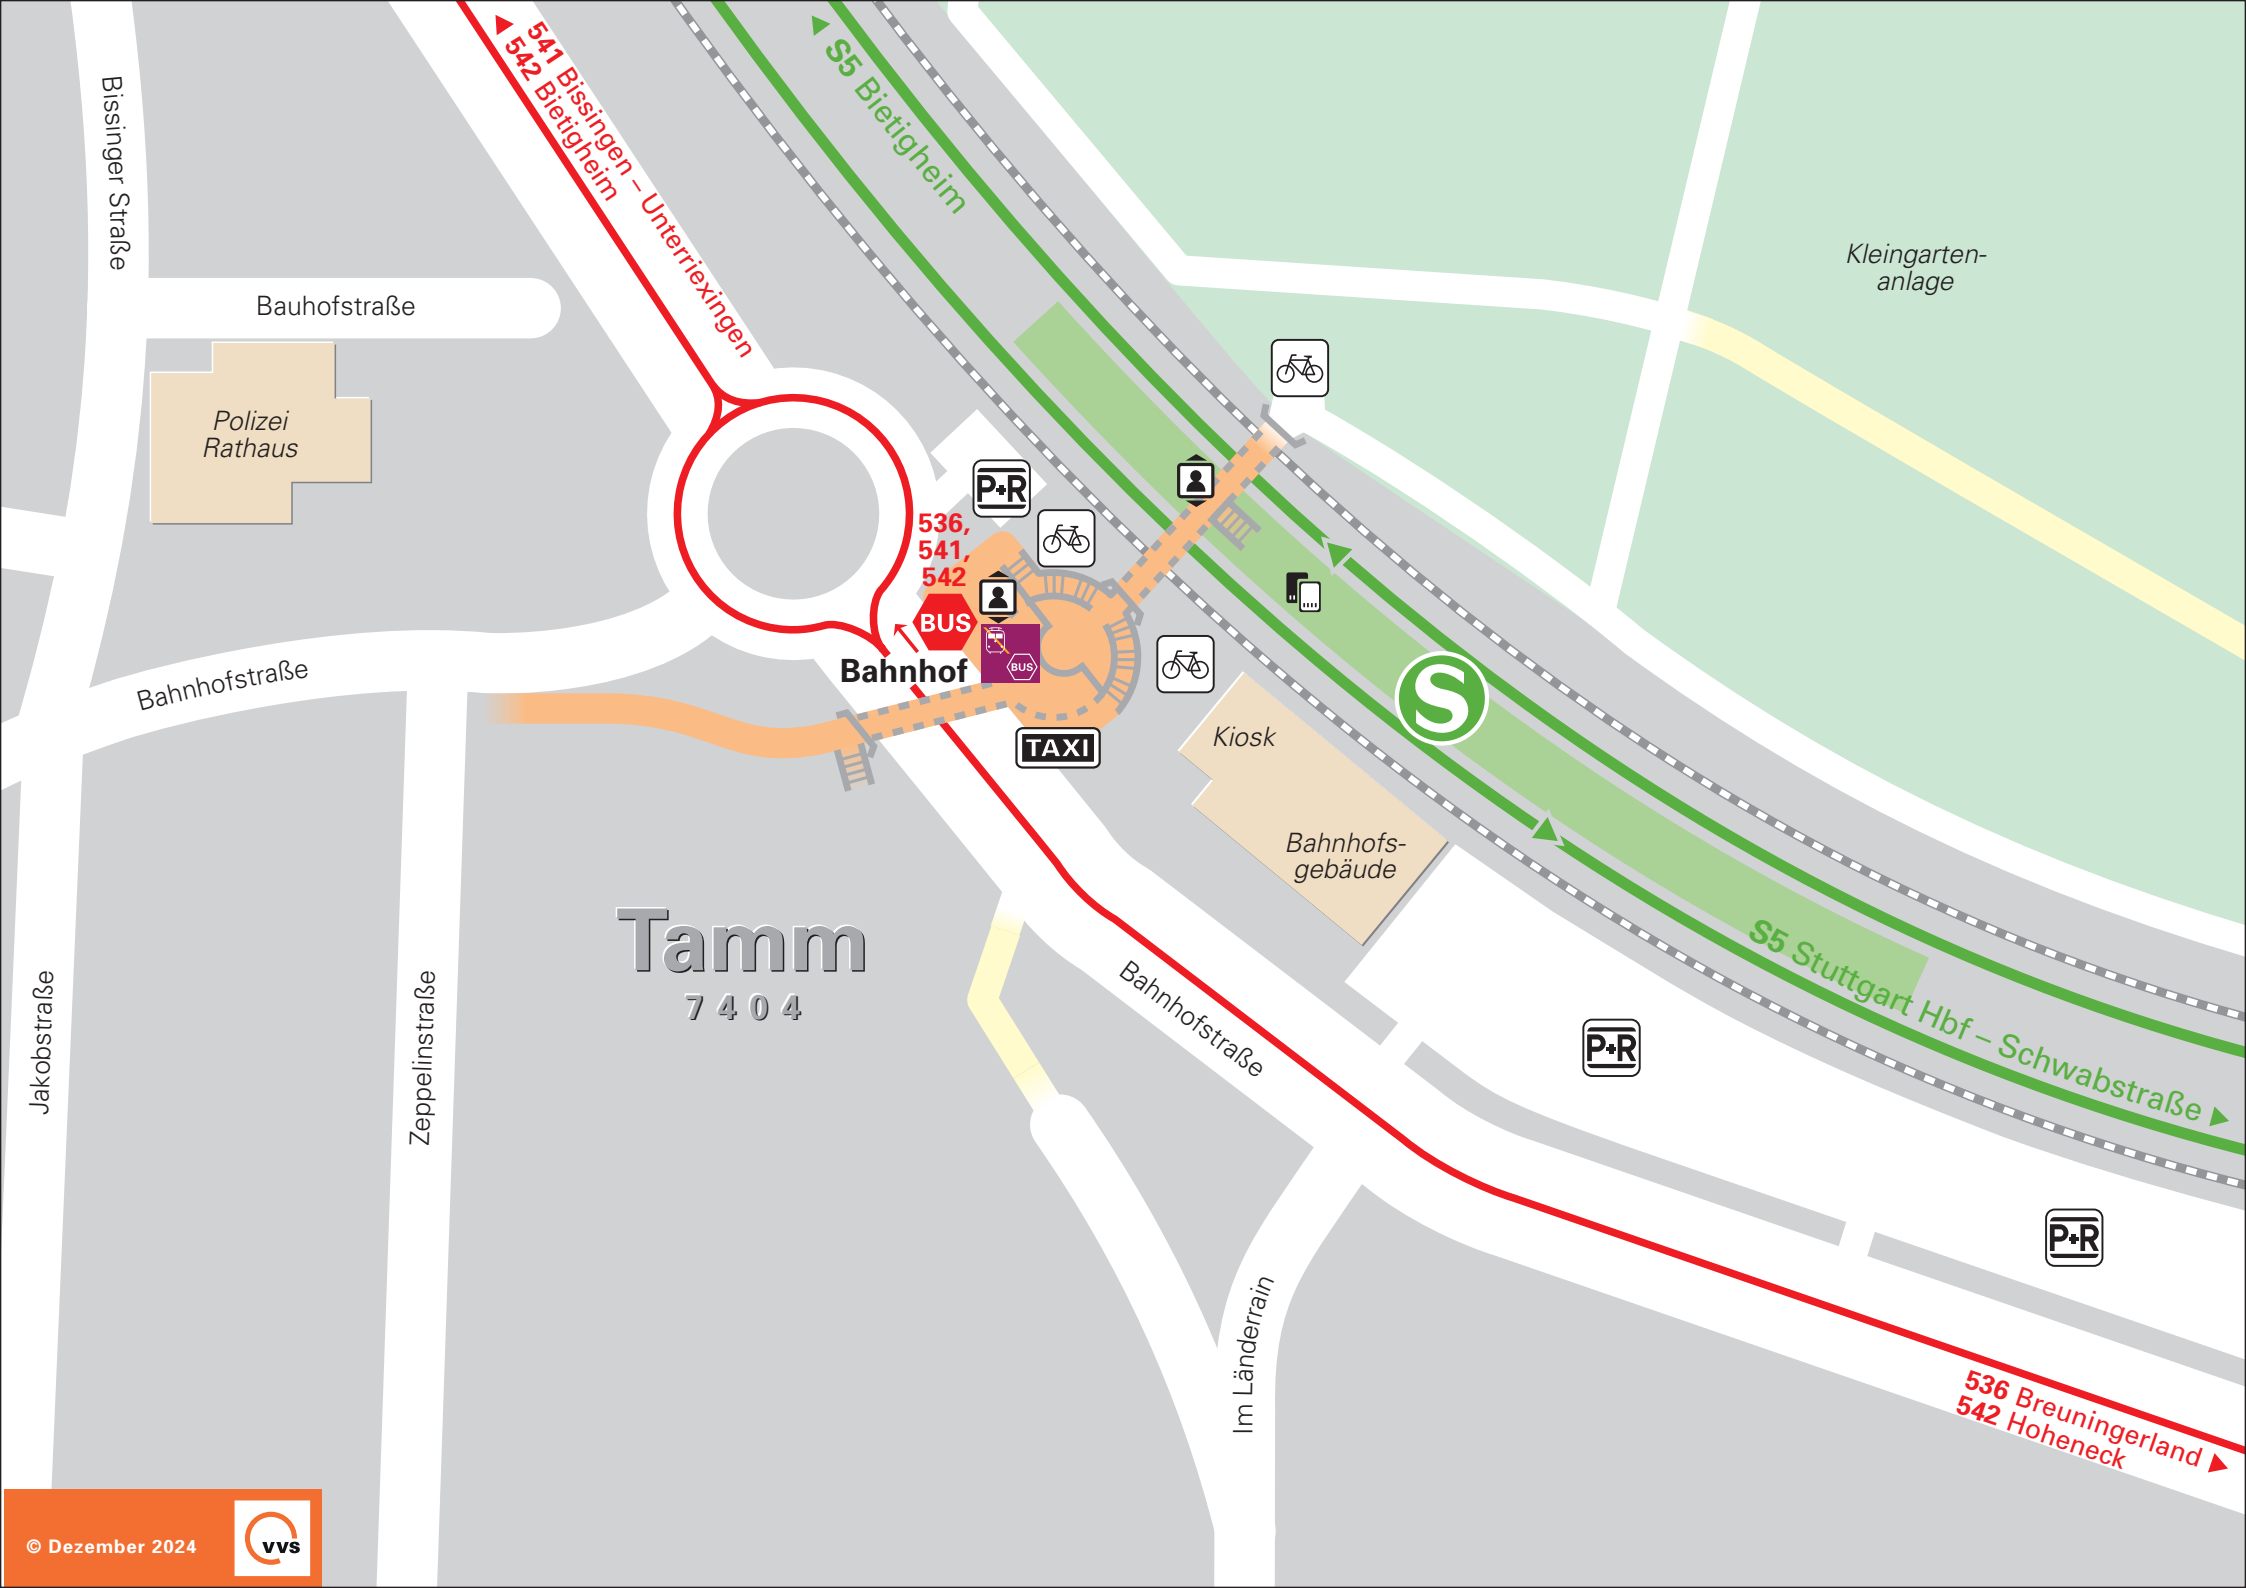 541 Bissingen – Unterriexingen
542 Bietigheim
S5 Bietigheim
Bissinger Straße
Kleingarten-
anlage
Bauhofstraße
Polizei
Rathaus
P+R
536,
541,
542
BUS
BUS
Bahnhof
Bahnhofstraße
TAXI
S
Kiosk
Bahnhofs-
gebäude
Tamm
7404
S5 Stuttgart Hbf – Schwabstraße
Bahnhofstraße
Jakobstraße
Zeppelinstraße
P+R
P+R
Im Länderrain
536 Breuningerland
542 Hoheneck
© Dezember 2024
vvs